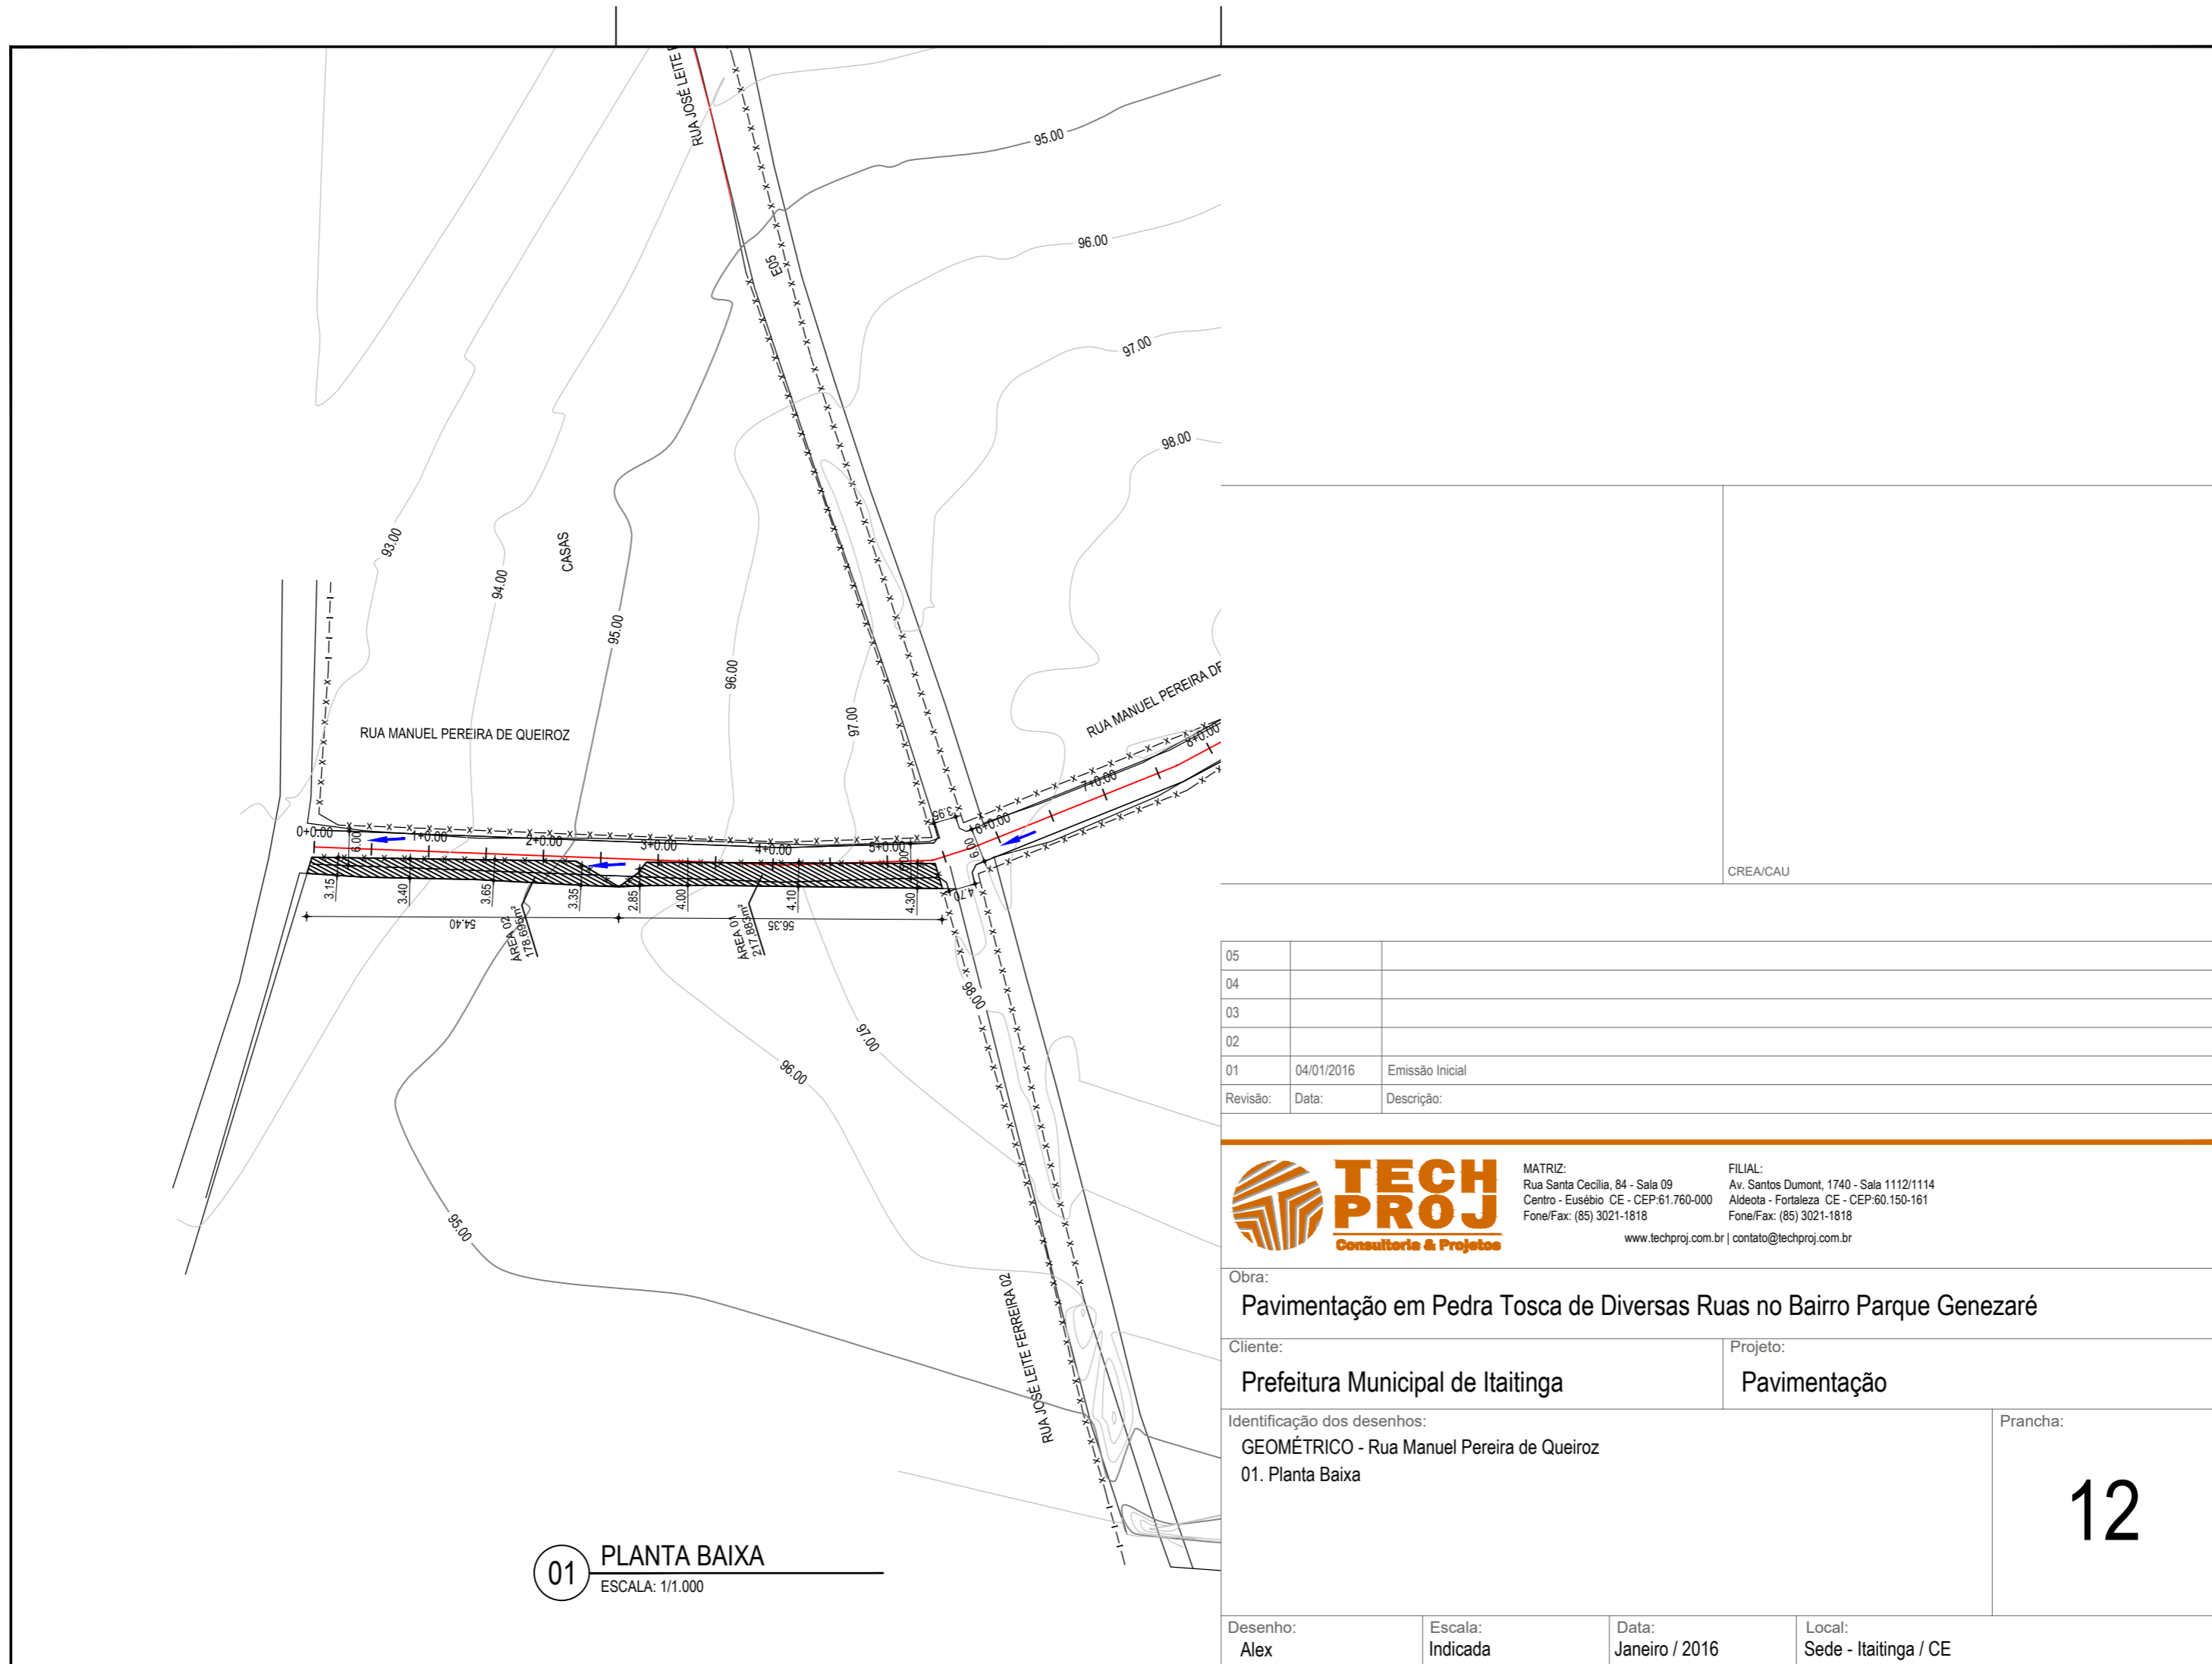 RUA JOSÉ LEITE
95.00
96.00
E05
97.00
98.00
93.00
CASAS
94.00
95.00
96.00
97.00
RUA MANUEL PEREIRA DE QUEIROZ
RUA MANUEL PEREIRA DE
0+0.00
1+0.00
2+0.00
3+0.00
4+0.00
5+0.00
6+0.00
7+0.00
8+0.00
6.00
3.95
6.00
4.70
3.15
3.40
3.65
3.35
2.85
4.00
4.10
4.30
54.40
56.35
ÁREA 02
178.696m²
ÁREA 01
217.883m²
98.00
97.00
96.00
95.00
RUA JOSÉ LEITE FERREIRA 02
01
PLANTA BAIXA
ESCALA: 1/1.000
CREA/CAU
05
04
03
02
01 04/01/2016 Emissão Inicial
Revisão: Data: Descrição:
TECH
PROJ
Consultoria & Projetos
MATRIZ:
Rua Santa Cecília, 84 - Sala 09
Centro - Eusébio CE - CEP:61.760-000
Fone/Fax: (85) 3021-1818
FILIAL:
Av. Santos Dumont, 1740 - Sala 1112/1114
Aldeota - Fortaleza CE - CEP:60.150-161
Fone/Fax: (85) 3021-1818
www.techproj.com.br | contato@techproj.com.br
Obra:
Pavimentação em Pedra Tosca de Diversas Ruas no Bairro Parque Genezaré
Cliente:
Prefeitura Municipal de Itaitinga
Projeto:
Pavimentação
Identificação dos desenhos:
GEOMÉTRICO - Rua Manuel Pereira de Queiroz
01. Planta Baixa
Prancha:
12
Desenho:
Alex
Escala:
Indicada
Data:
Janeiro / 2016
Local:
Sede - Itaitinga / CE